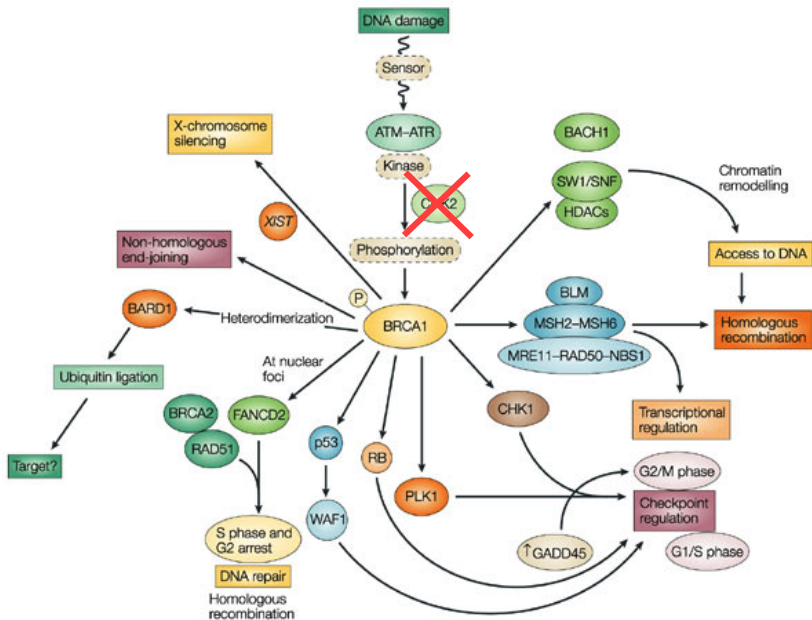 DNA damage
Sensor
ATM–ATR
Kinase
Phosphorylation
X-chromosome
silencing
XIST
Non-homologous
end-joining
BARD1
Heterodimerization
P
BRCA1
Ubiquitin ligation
Target?
At nuclear
foci
BRCA2
RAD51
FANCD2
S phase and
G2 arrest
DNA repair
Homologous
recombination
p53
WAF1
RB
PLK1
CHK1
↑GADD45
G2/M phase
Checkpoint
regulation
G1/S phase
BACH1
SW1/SNF
HDACs
Chromatin
remodelling
Access to DNA
BLM
MSH2–MSH6
MRE11–RAD50–NBS1
Homologous
recombination
Transcriptional
regulation